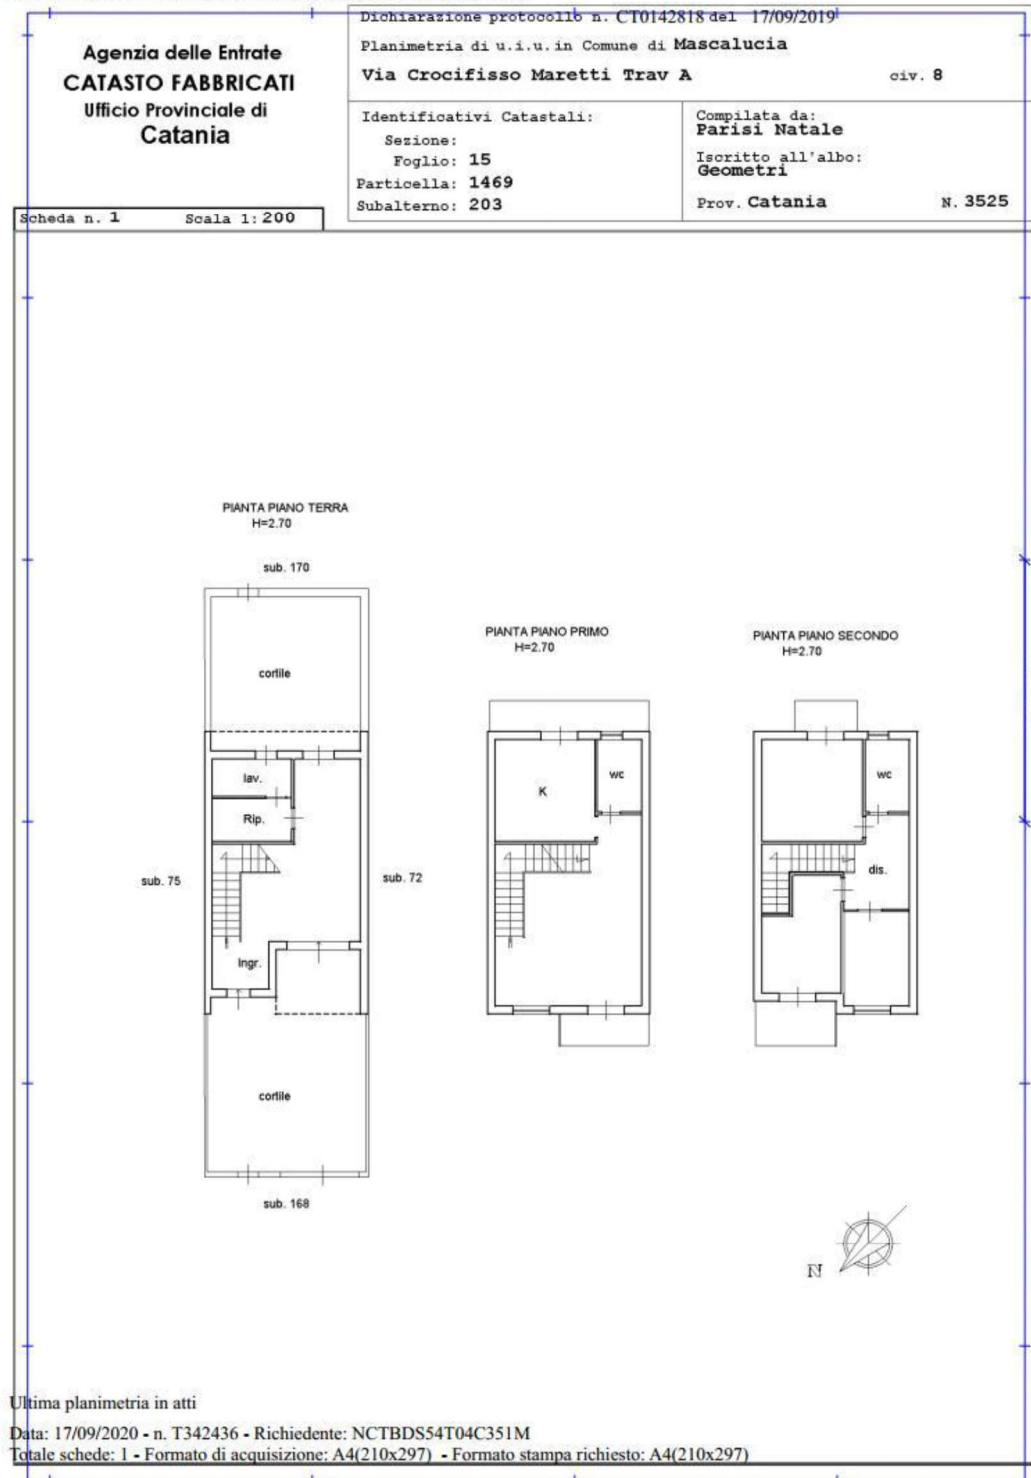 Agenzia delle Entrate
CATASTO FABBRICATI
Ufficio Provinciale di
Catania
Dichiarazione protocollo n. CT0142818 del 17/09/2019
Planimetria di u.i.u. in Comune di Mascalucia
Via Crocifisso Maretti Trav A civ. 8
Identificativi Catastali:
Sezione:
Foglio: 15
Particella: 1469
Subalterno: 203
Compilata da:
Parisi Natale
Iscritto all'albo:
Geometri
Prov. Catania N. 3525
Scheda n. 1 Scala 1: 200
PIANTA PIANO TERRA
H=2.70
sub. 170
cortile
lav.
Rip.
sub. 75
sub. 72
Ingr.
cortile
sub. 168
PIANTA PIANO PRIMO
H=2.70
K
wc
PIANTA PIANO SECONDO
H=2.70
wc
dis.
N
Ultima planimetria in atti
Data: 17/09/2020 - n. T342436 - Richiedente: NCTBDS54T04C351M
Totale schede: 1 - Formato di acquisizione: A4(210x297) - Formato stampa richiesto: A4(210x297)